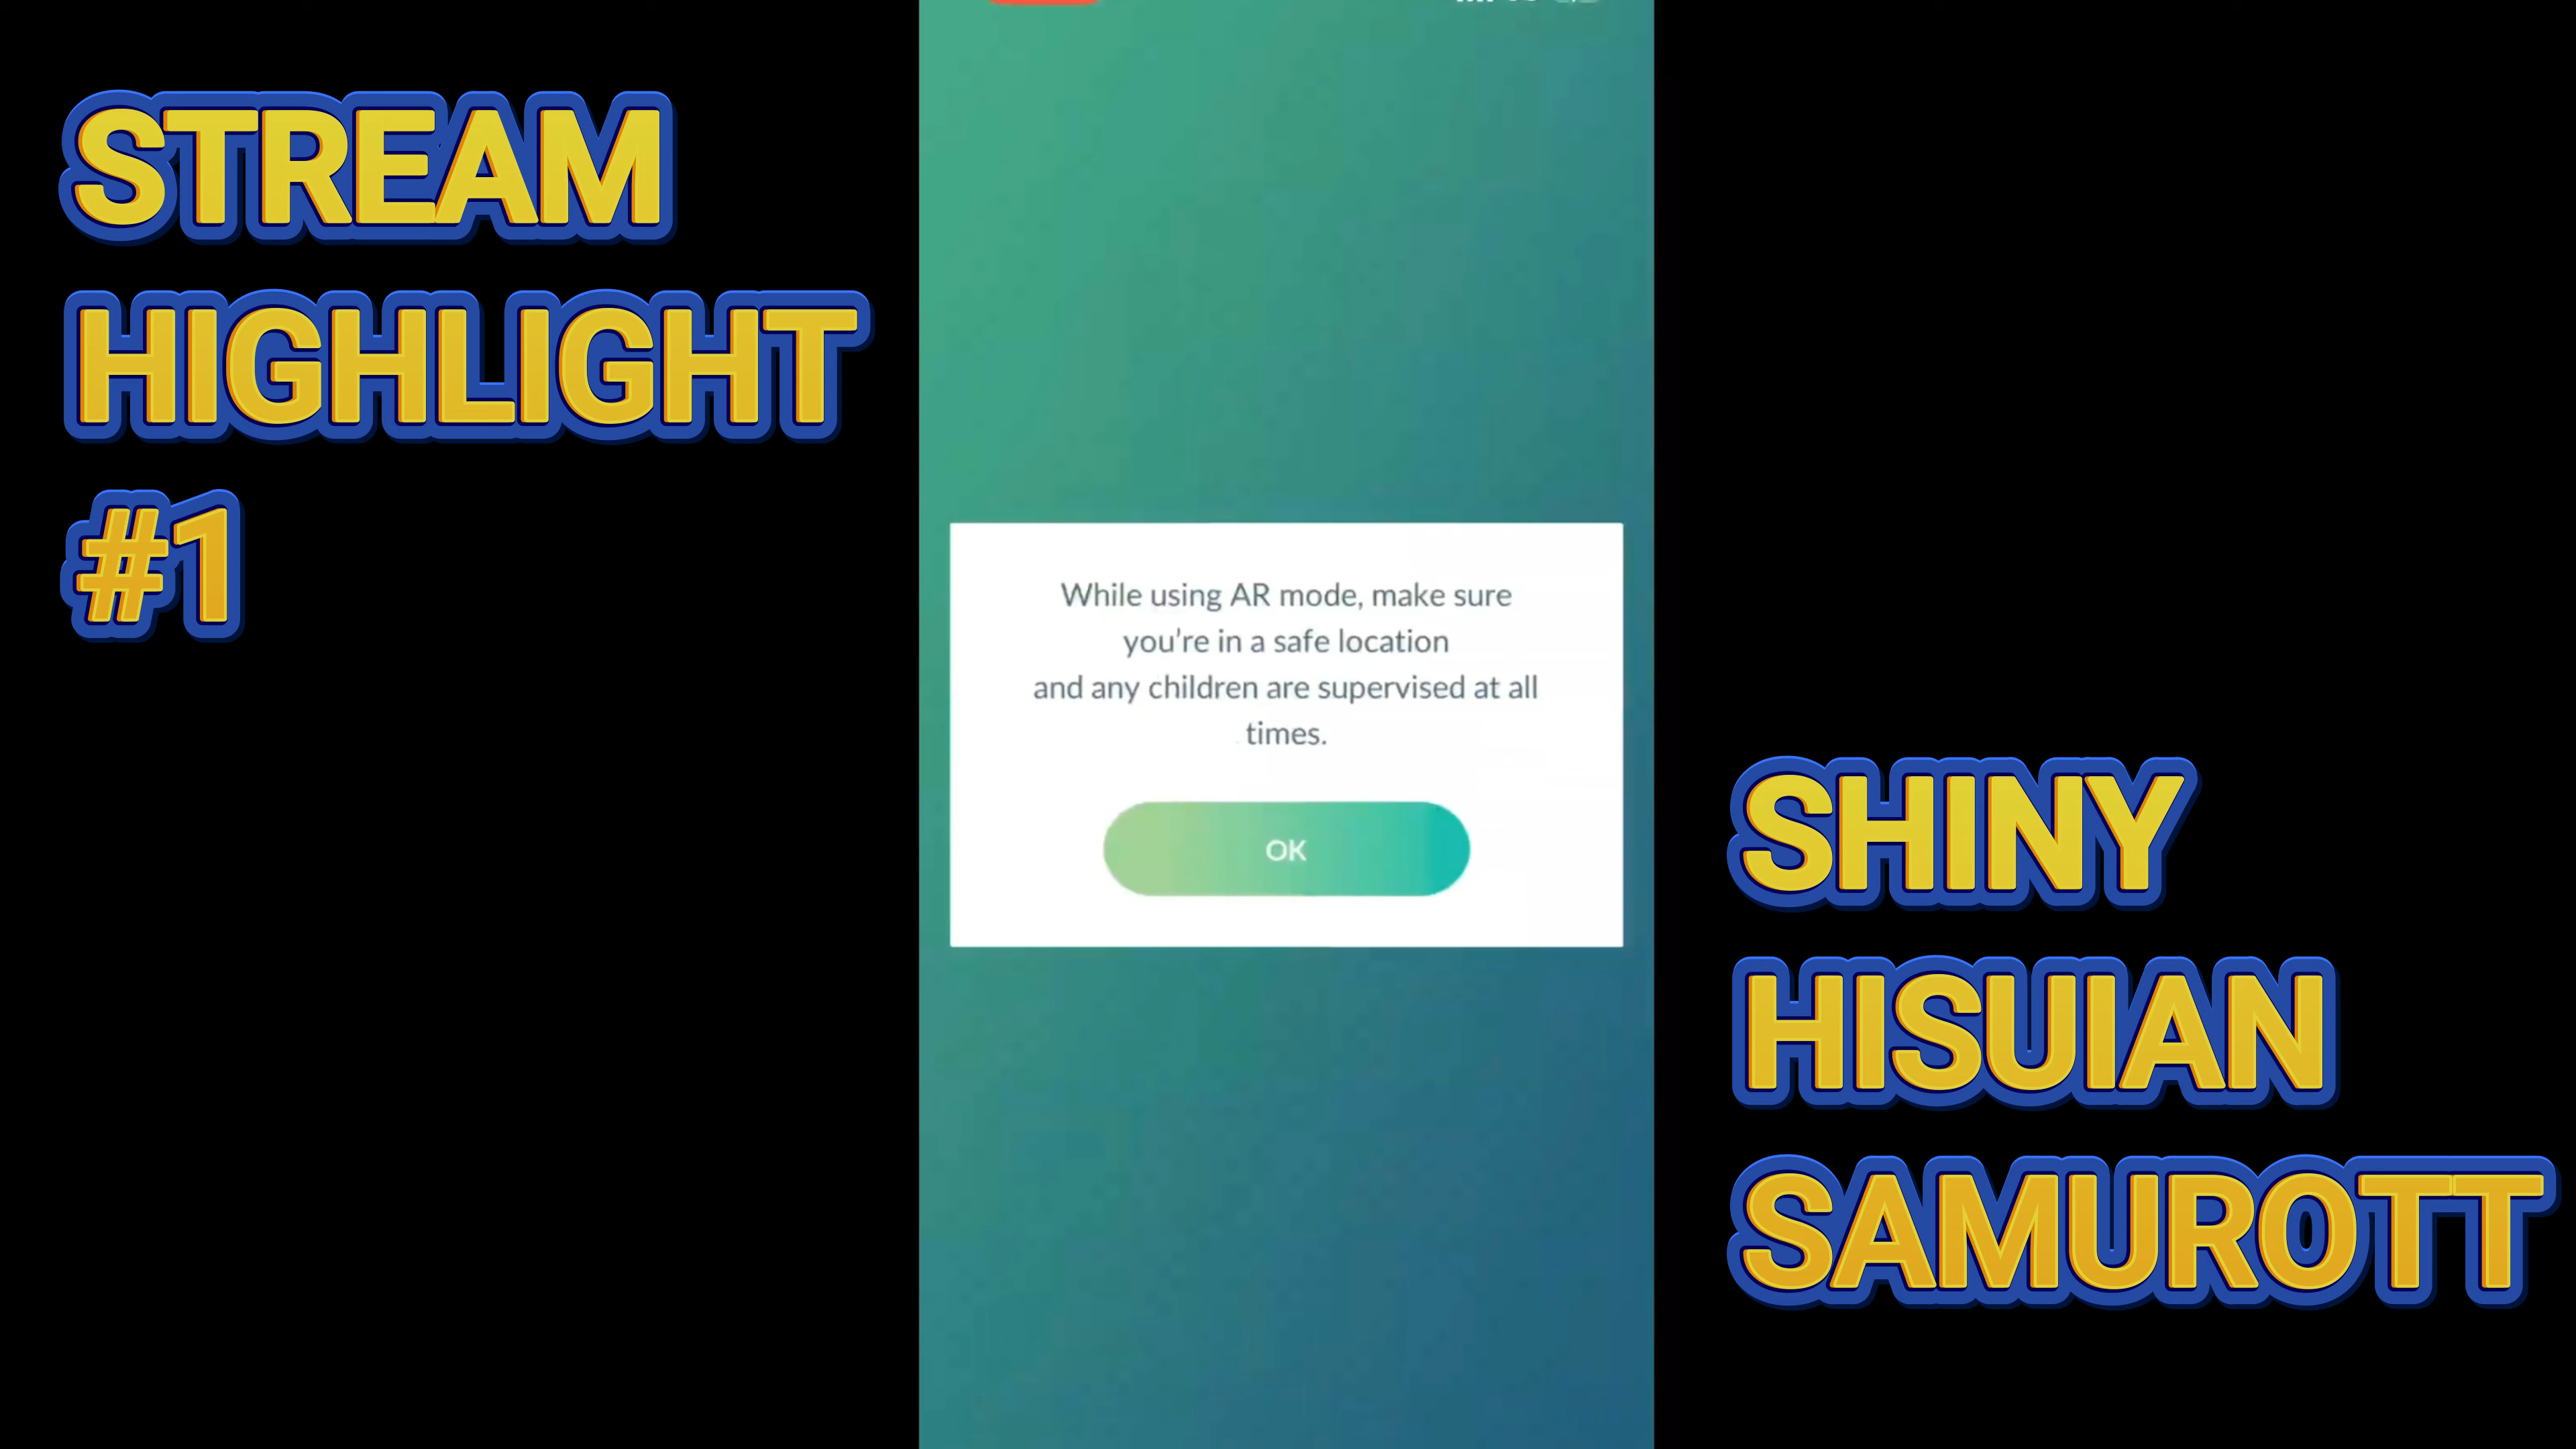 STREAM
HIGHLIGHT
#1
While using AR mode, make sure
you're in a safe location
and any children are supervised at all
times.
OK
SHINY
HISUIAN
SAMUROTT